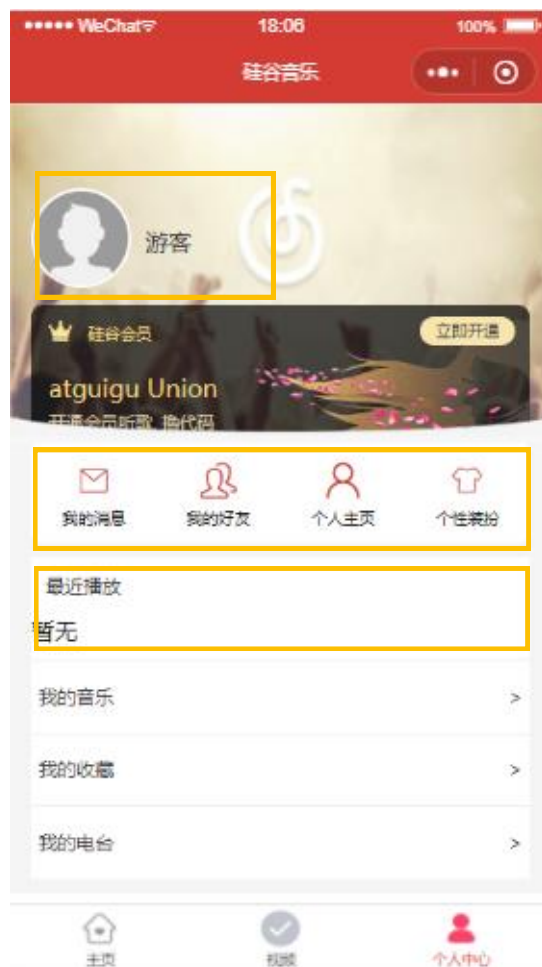 WeChat 18:06 100%
硅谷音乐
游客
硅谷会员 立即开通
atguigu Union
开通会员听歌, 撸代码
我的消息 我的好友 个人主页 个性装扮
最近播放
暂无
我的音乐 >
我的收藏 >
我的电台 >
主页 视频 个人中心